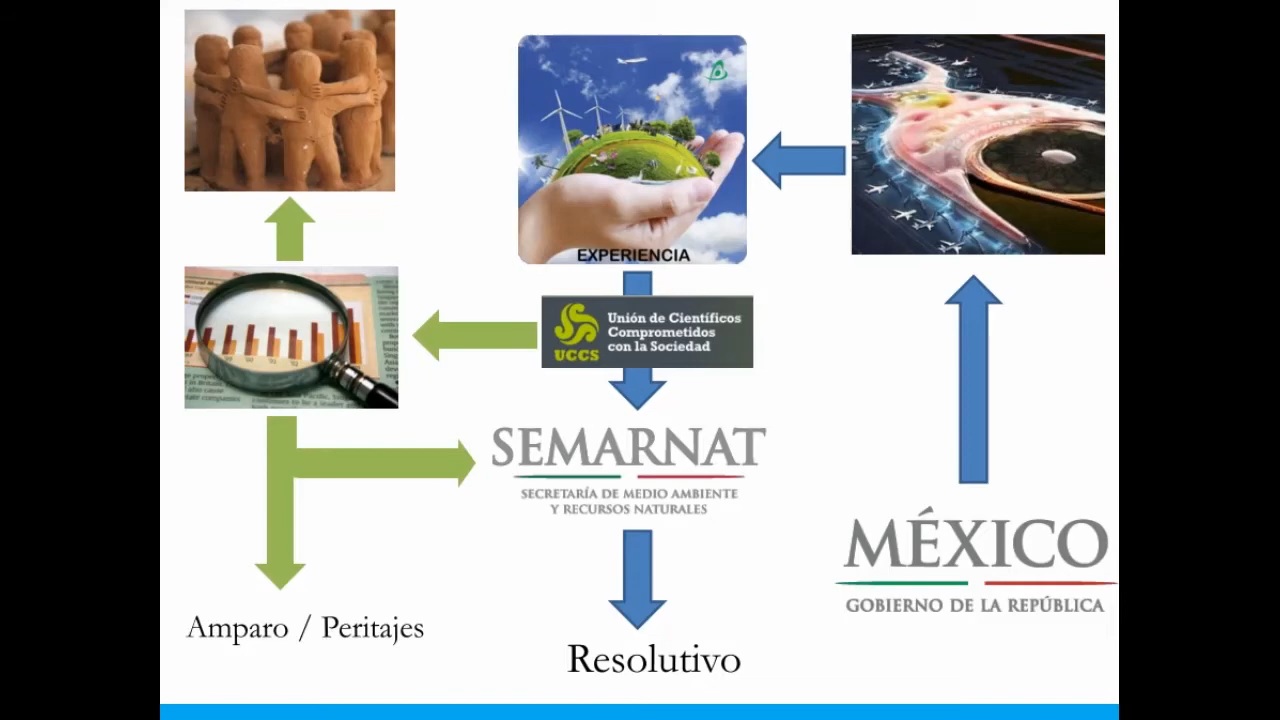 EXPERIENCIA
Unión de Científicos
Comprometidos
con la Sociedad
UCCS
SEMARNAT
SECRETARÍA DE MEDIO AMBIENTE
Y RECURSOS NATURALES
MÉXICO
GOBIERNO DE LA REPÚBLICA
Amparo / Peritajes
Resolutivo